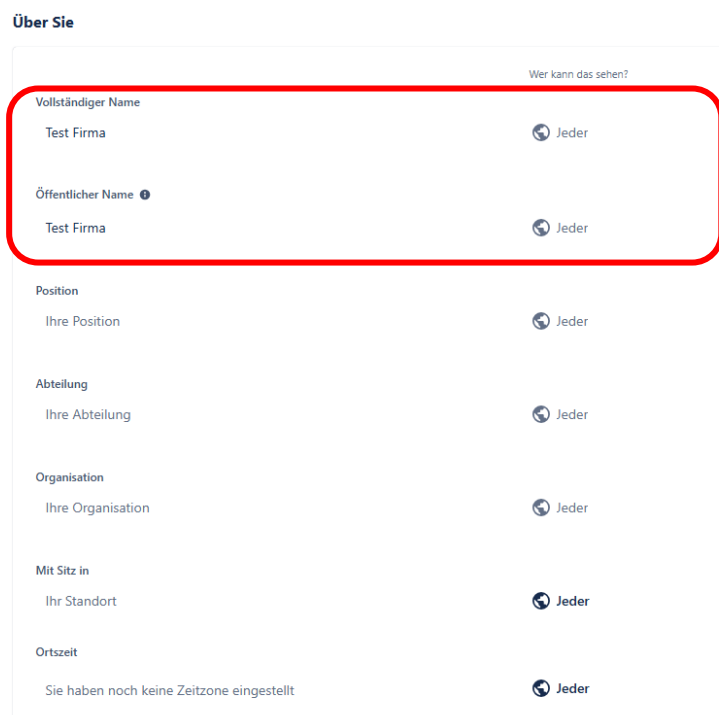 Über Sie
Wer kann das sehen?
Vollständiger Name
Test Firma
Jeder
Öffentlicher Name
Test Firma
Jeder
Position
Ihre Position
Jeder
Abteilung
Ihre Abteilung
Jeder
Organisation
Ihre Organisation
Jeder
Mit Sitz in
Ihr Standort
Jeder
Ortszeit
Sie haben noch keine Zeitzone eingestellt
Jeder